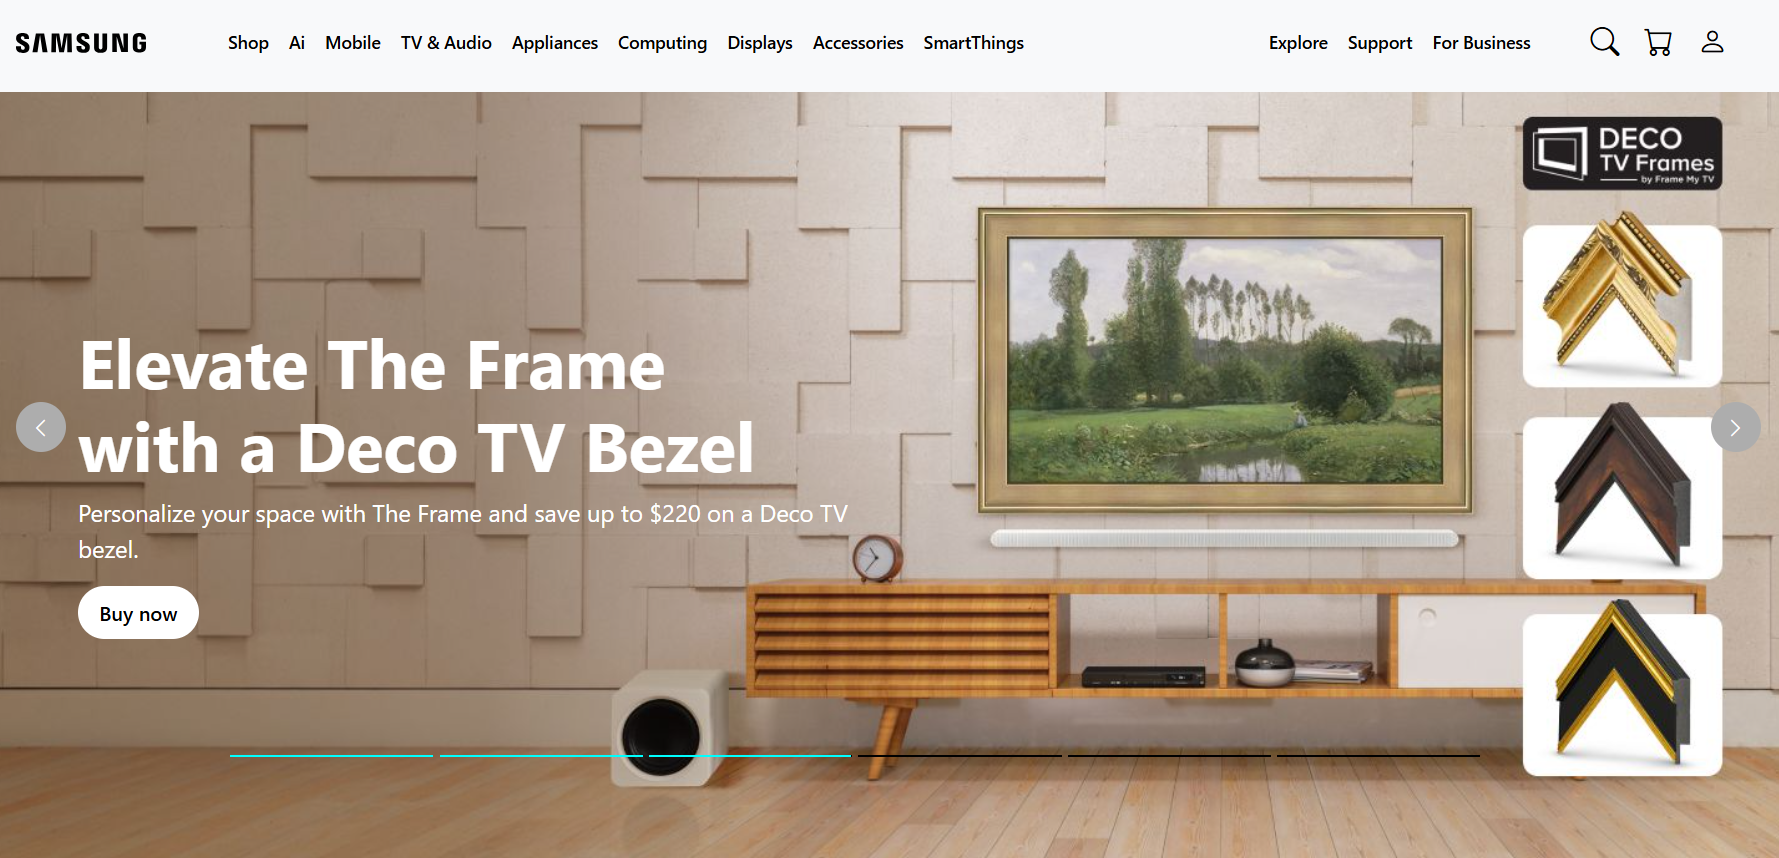 SAMSUNG
Shop Ai Mobile TV & Audio Appliances Computing Displays Accessories SmartThings
Explore Support For Business
DECO
TV Frames
by Frame My TV
Elevate The Frame
with a Deco TV Bezel
Personalize your space with The Frame and save up to $220 on a Deco TV
bezel.
Buy now